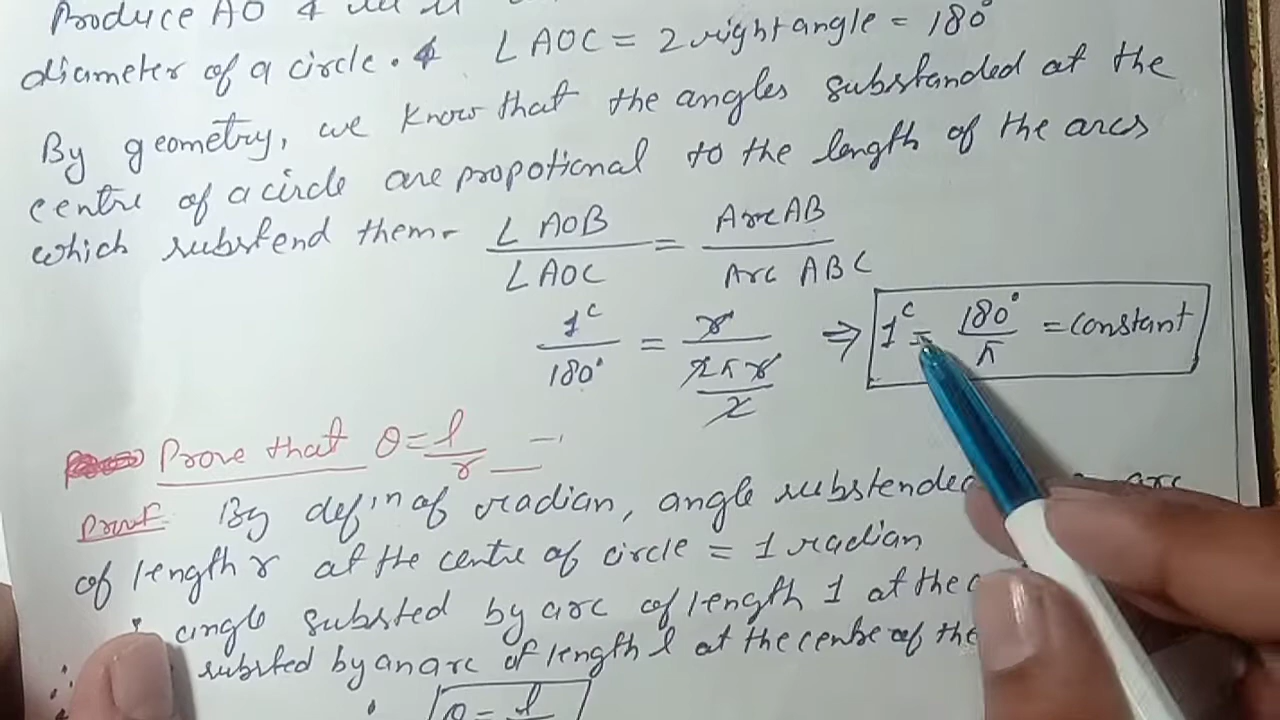 Produce AO &
diameter of a circle. & ∠AOC = 2 right angle = 180°
By geometry, we know that the angles substanded at the
centre of a circle are propotional to the length of the arcs
which substend them- ∠AOB / ∠AOC = Arc AB / Arc ABC
1ᶜ / 180° = r / (2πr / 2) ⇒ 1ᶜ = 180° / π = constant
Prove that θ = l / r
Proof By defiⁿ of radian, angle substended arc
of length r at the centre of circle = 1 radian
angle substed by arc of length 1 at the
substed by an arc of length l at the centre of the
θ = l